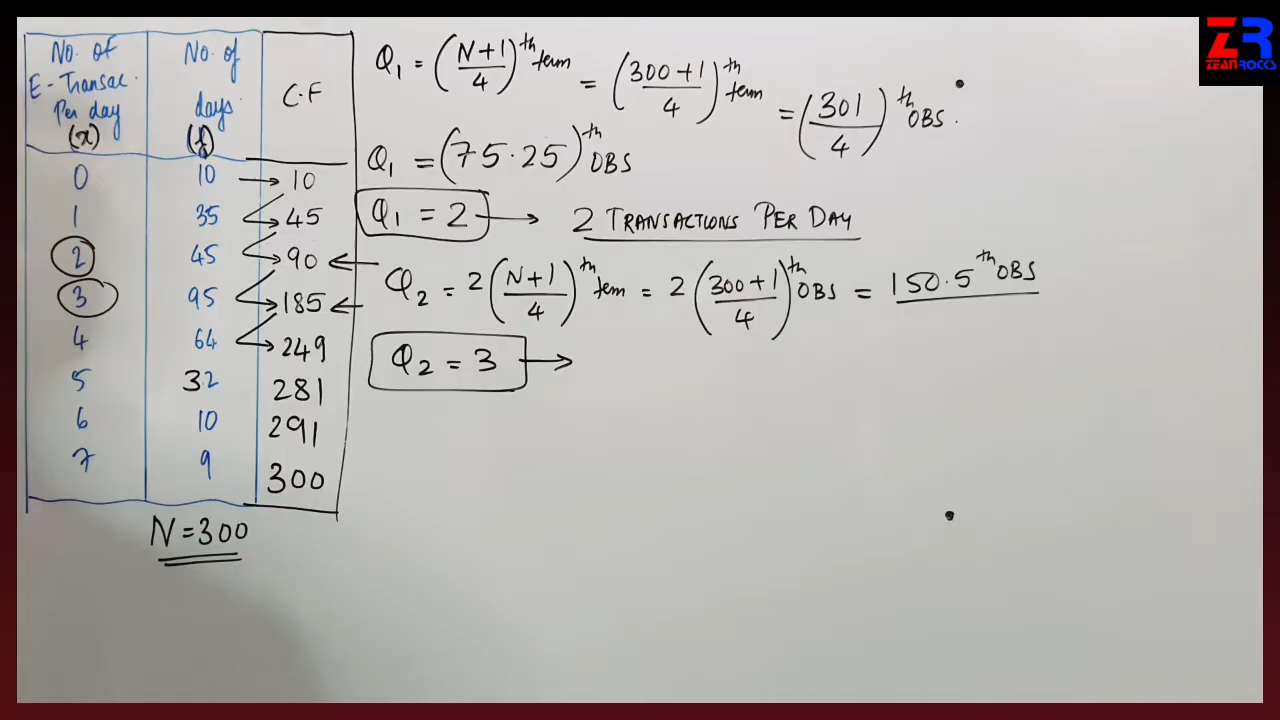 ZR
ZEANROCKS
No. of E-Transac. Per day (x) | No. of days (f) | C.F
0 | 10 | 10
1 | 35 | 45
2 | 45 | 90
3 | 95 | 185
4 | 64 | 249
5 | 32 | 281
6 | 10 | 291
7 | 9 | 300
N = 300
Q₁ = (N+1/4)th term = (300+1/4)th term = (301/4)th OBS.
Q₁ = (75.25)th OBS
Q₁ = 2 → 2 TRANSACTIONS PER DAY
Q₂ = 2(N+1/4)th term = 2(300+1/4)th OBS = 150.5th OBS
Q₂ = 3 →